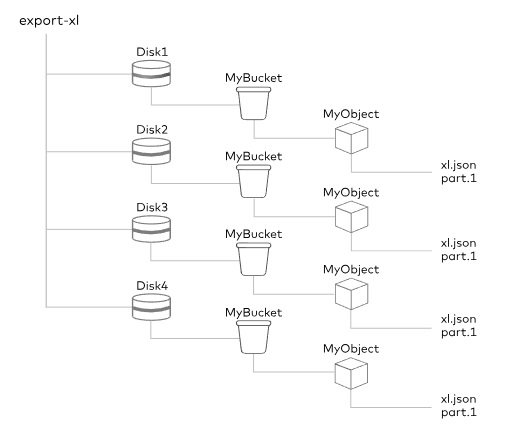 export-xl
Disk1
MyBucket
MyObject
xl.json
part.1
Disk2
MyBucket
MyObject
xl.json
part.1
Disk3
MyBucket
MyObject
xl.json
part.1
Disk4
MyBucket
MyObject
xl.json
part.1